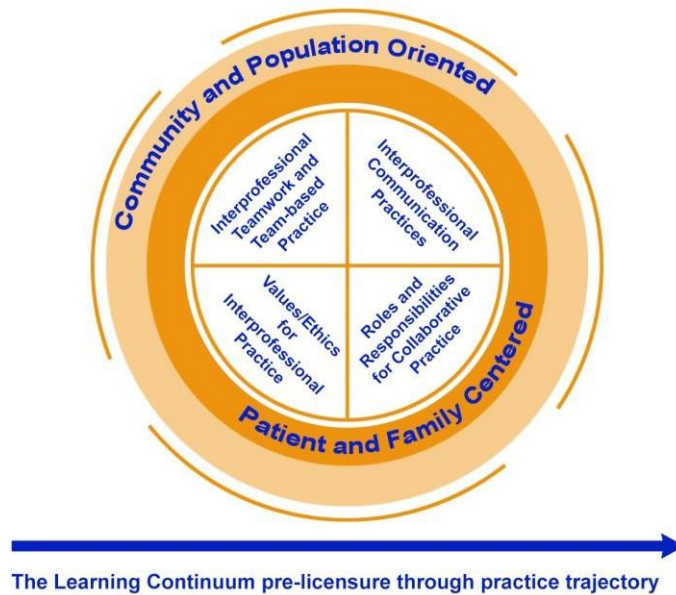 Community and Population Oriented
Interprofessional
Teamwork and
Team-based
Practice
Interprofessional
Communication
Practices
Values/Ethics
for
Interprofessional
Practice
Roles and
Responsibilities
for Collaborative
Practice
Patient and Family Centered
The Learning Continuum pre-licensure through practice trajectory